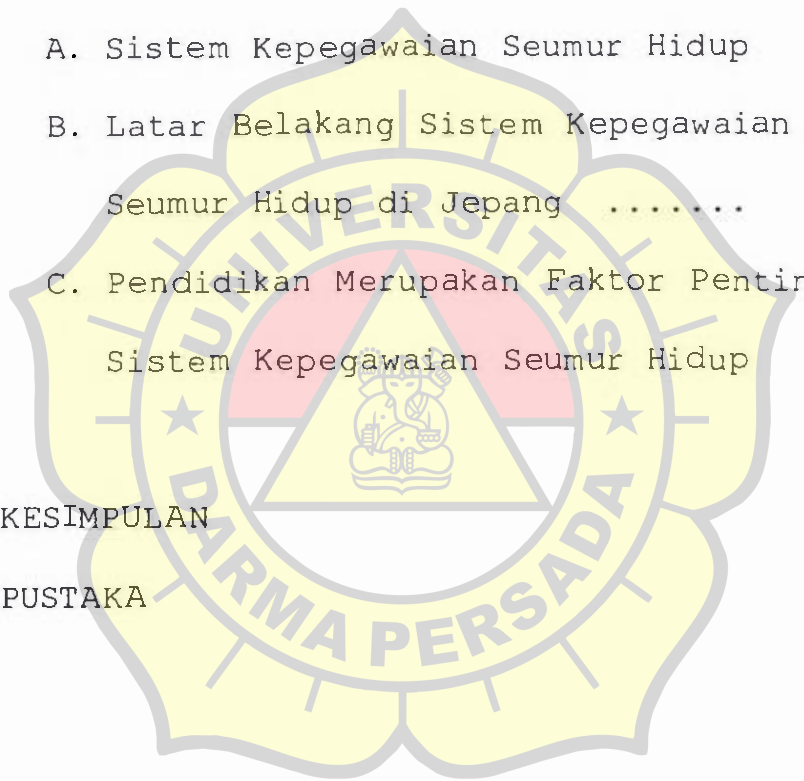 A. Sistem Kepegawaian Seumur Hidup
B. Latar Belakang Sistem Kepegawaian
Seumur Hidup di Jepang .......
C. Pendidikan Merupakan Faktor Pentin
Sistem Kepegawaian Seumur Hidup
KESIMPULAN
PUSTAKA
UNIVERSITAS
DARMA PERSADA